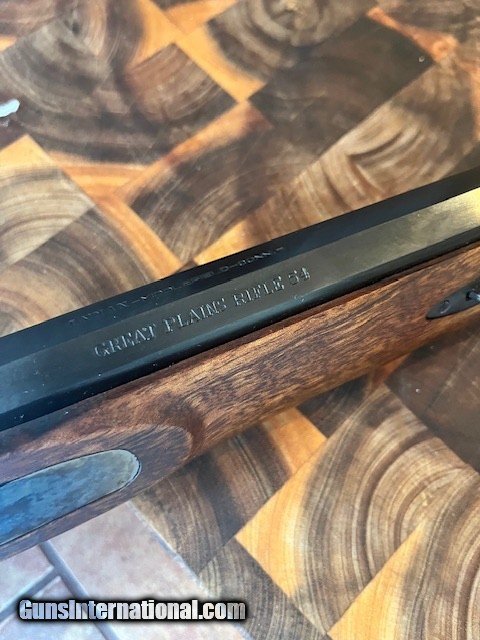 GREAT PLAINS RIFLE 54
GunsInternational.com